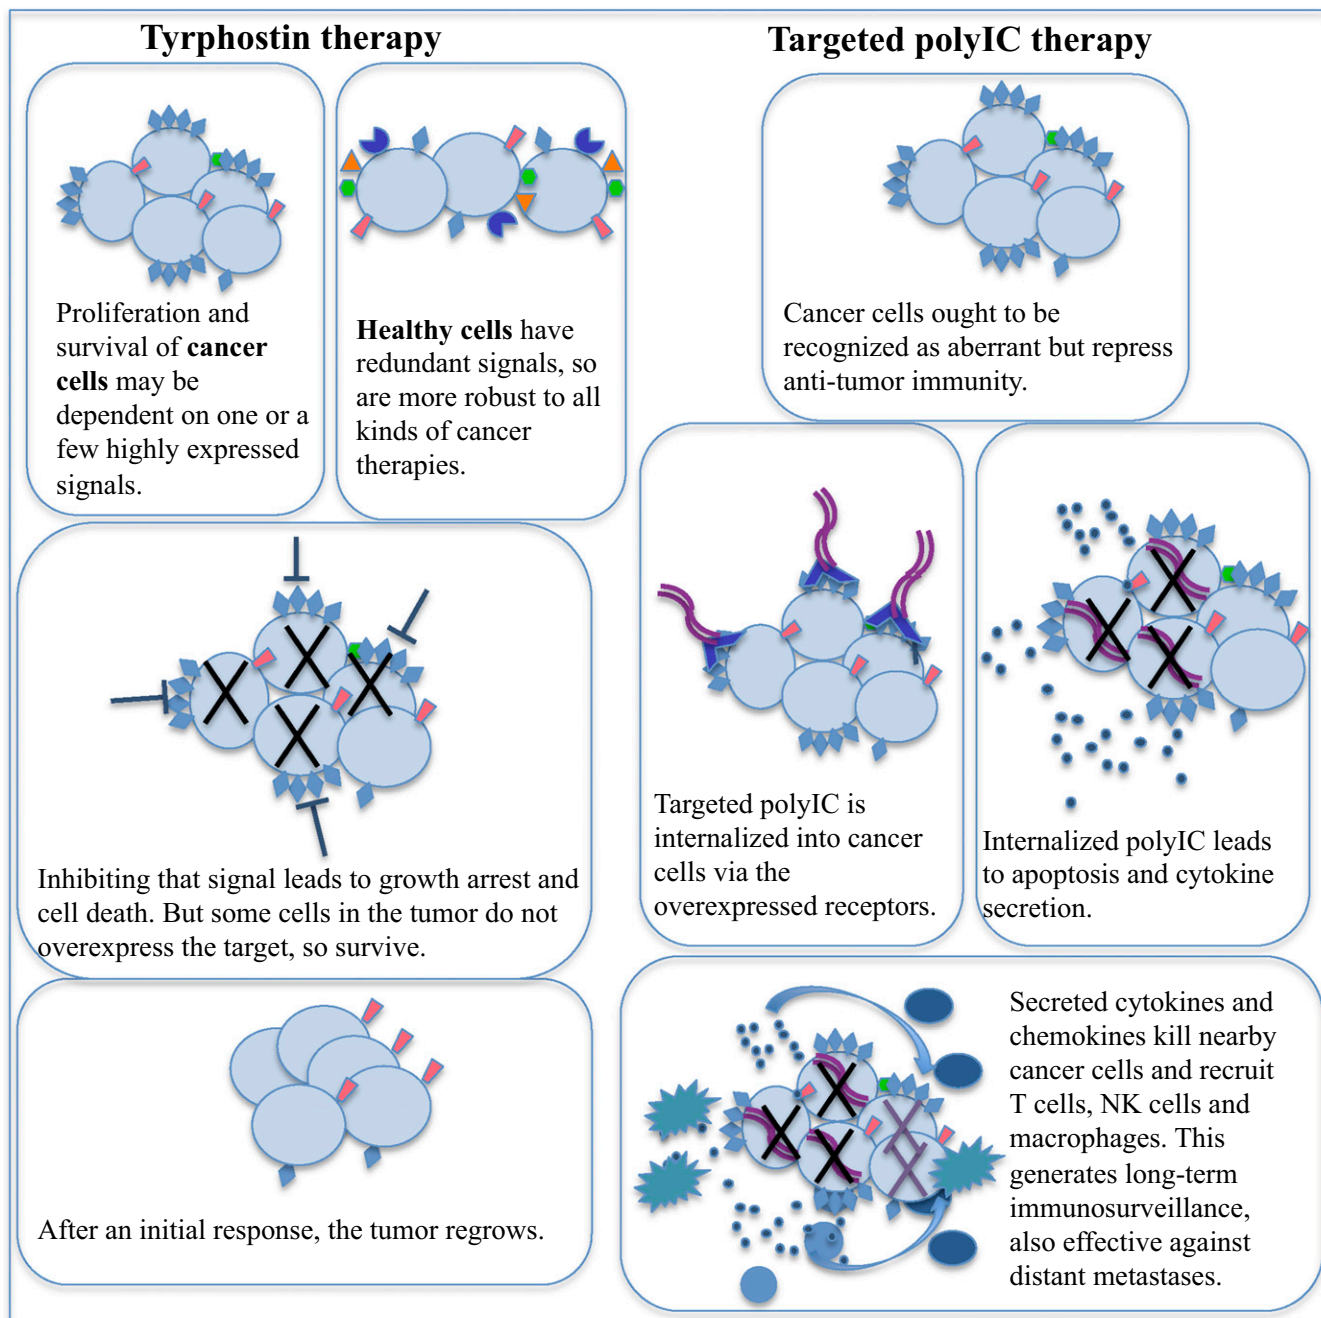 Tyrphostin therapy
Proliferation and
survival of cancer
cells may be
dependent on one or a
few highly expressed
signals.
Healthy cells have
redundant signals, so
are more robust to all
kinds of cancer
therapies.
Inhibiting that signal leads to growth arrest and
cell death. But some cells in the tumor do not
overexpress the target, so survive.
After an initial response, the tumor regrows.
Targeted polyIC therapy
Cancer cells ought to be
recognized as aberrant but repress
anti-tumor immunity.
Targeted polyIC is
internalized into cancer
cells via the
overexpressed receptors.
Internalized polyIC leads
to apoptosis and cytokine
secretion.
Secreted cytokines and
chemokines kill nearby
cancer cells and recruit
T cells, NK cells and
macrophages. This
generates long-term
immunosurveillance,
also effective against
distant metastases.